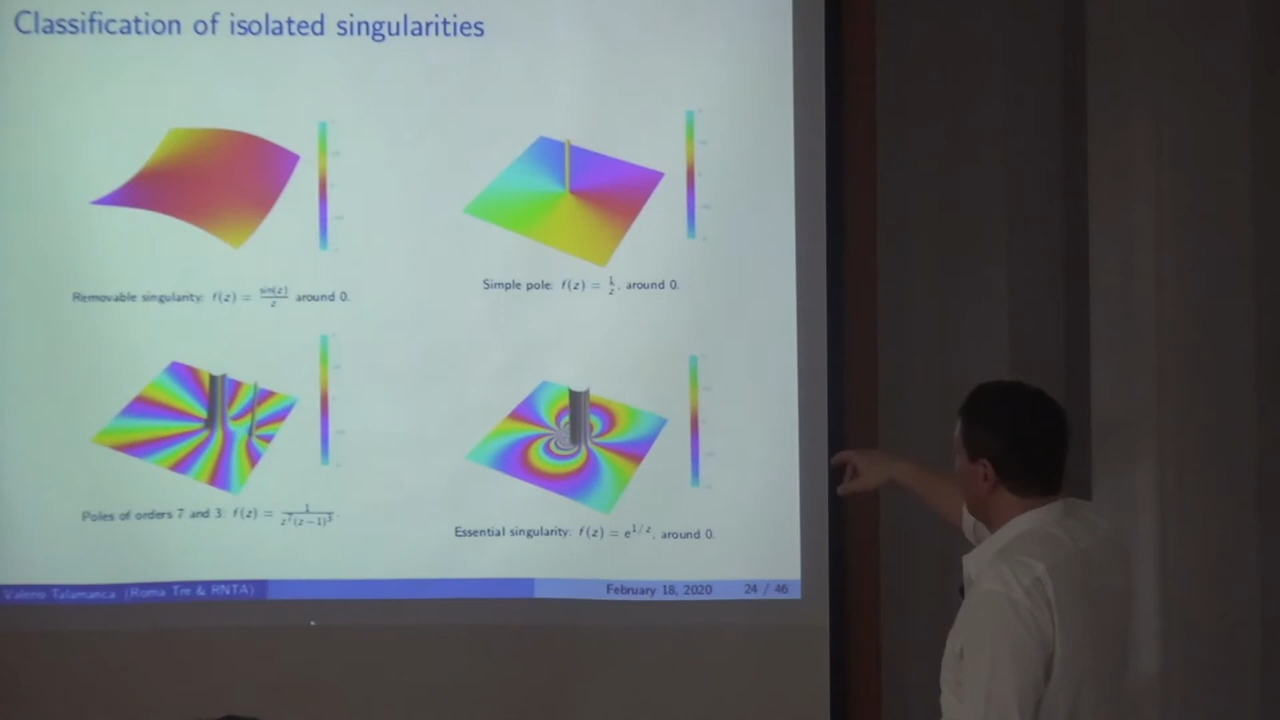 Classification of isolated singularities
Removable singularity: f(z) = sin(z)/z around 0.
Simple pole: f(z) = 1/z, around 0.
Poles of orders 7 and 3: f(z) = 1/(z^7(z−1)^3).
Essential singularity: f(z) = e^{1/z}, around 0.
Valerio Talamanca (Roma Tre & RNTA)
February 18, 2020
24 / 46